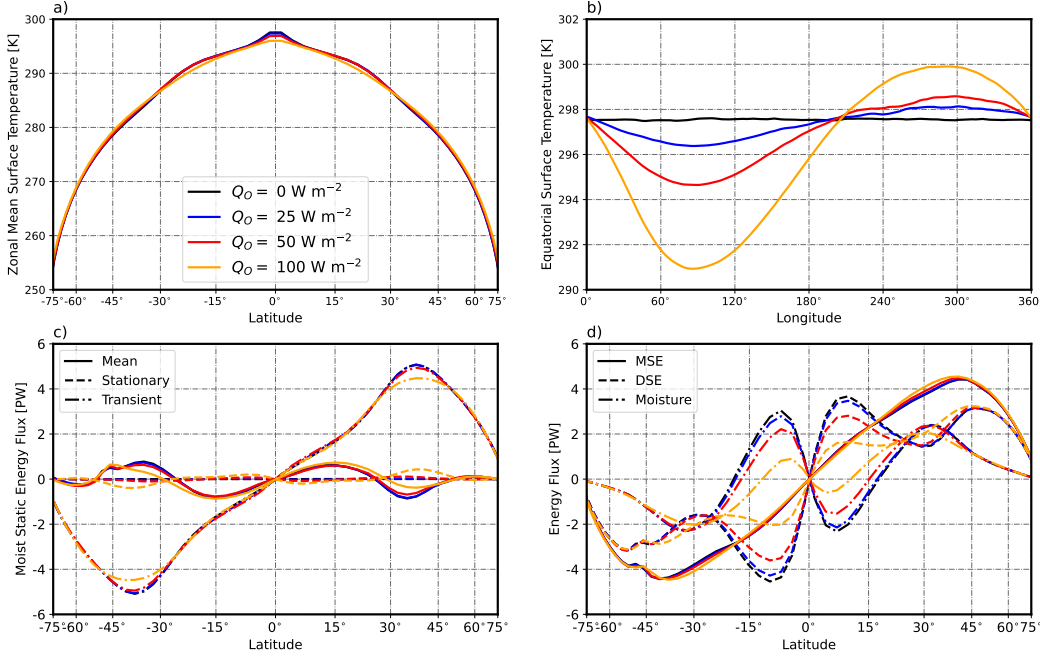 a)
Zonal Mean Surface Temperature [K]
300
290
280
270
260
250
Q_O = 0 W m⁻²
Q_O = 25 W m⁻²
Q_O = 50 W m⁻²
Q_O = 100 W m⁻²
-75° -60° -45° -30° -15° 0° 15° 30° 45° 60° 75°
Latitude
b)
Equatorial Surface Temperature [K]
302
300
298
296
294
292
290
0° 60° 120° 180° 240° 300° 360
Longitude
c)
Moist Static Energy Flux [PW]
6
4
2
0
-2
-4
-6
Mean
Stationary
Transient
-75° -60° -45° -30° -15° 0° 15° 30° 45° 60° 75°
Latitude
d)
Energy Flux [PW]
6
4
2
0
-2
-4
-6
MSE
DSE
Moisture
-75° -60° -45° -30° -15° 0° 15° 30° 45° 60° 75°
Latitude